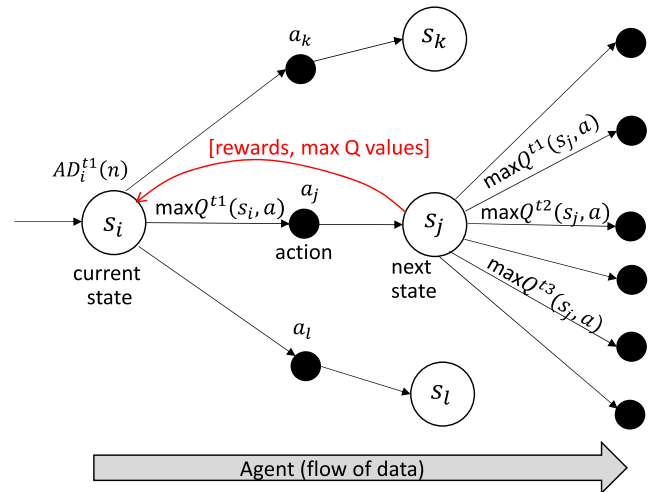 a_k
s_k
[rewards, max Q values]
AD_i^{t1}(n)
maxQ^{t1}(s_j, a)
a_j
s_i
maxQ^{t1}(s_i, a)
s_j
maxQ^{t2}(s_j, a)
current
state
action
next
state
maxQ^{t3}(s_j, a)
a_l
s_l
Agent (flow of data)